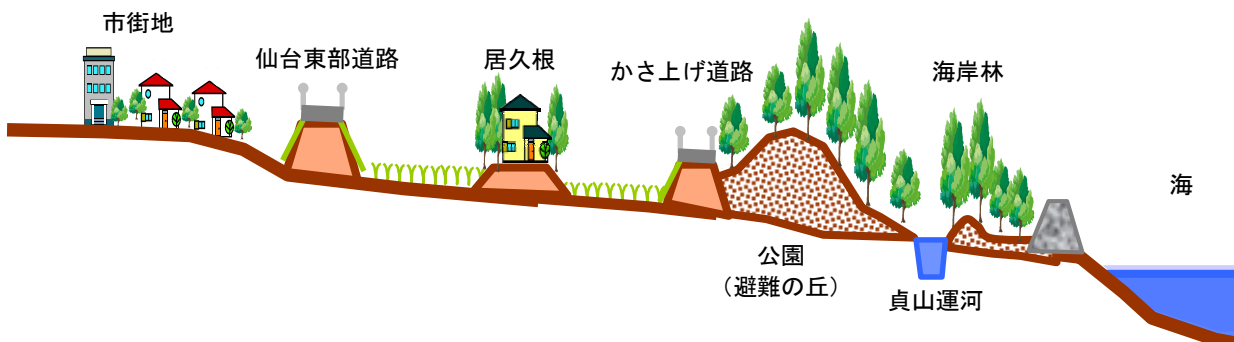 市街地
仙台東部道路
居久根
かさ上げ道路
海岸林
海
公園
（避難の丘）
貞山運河